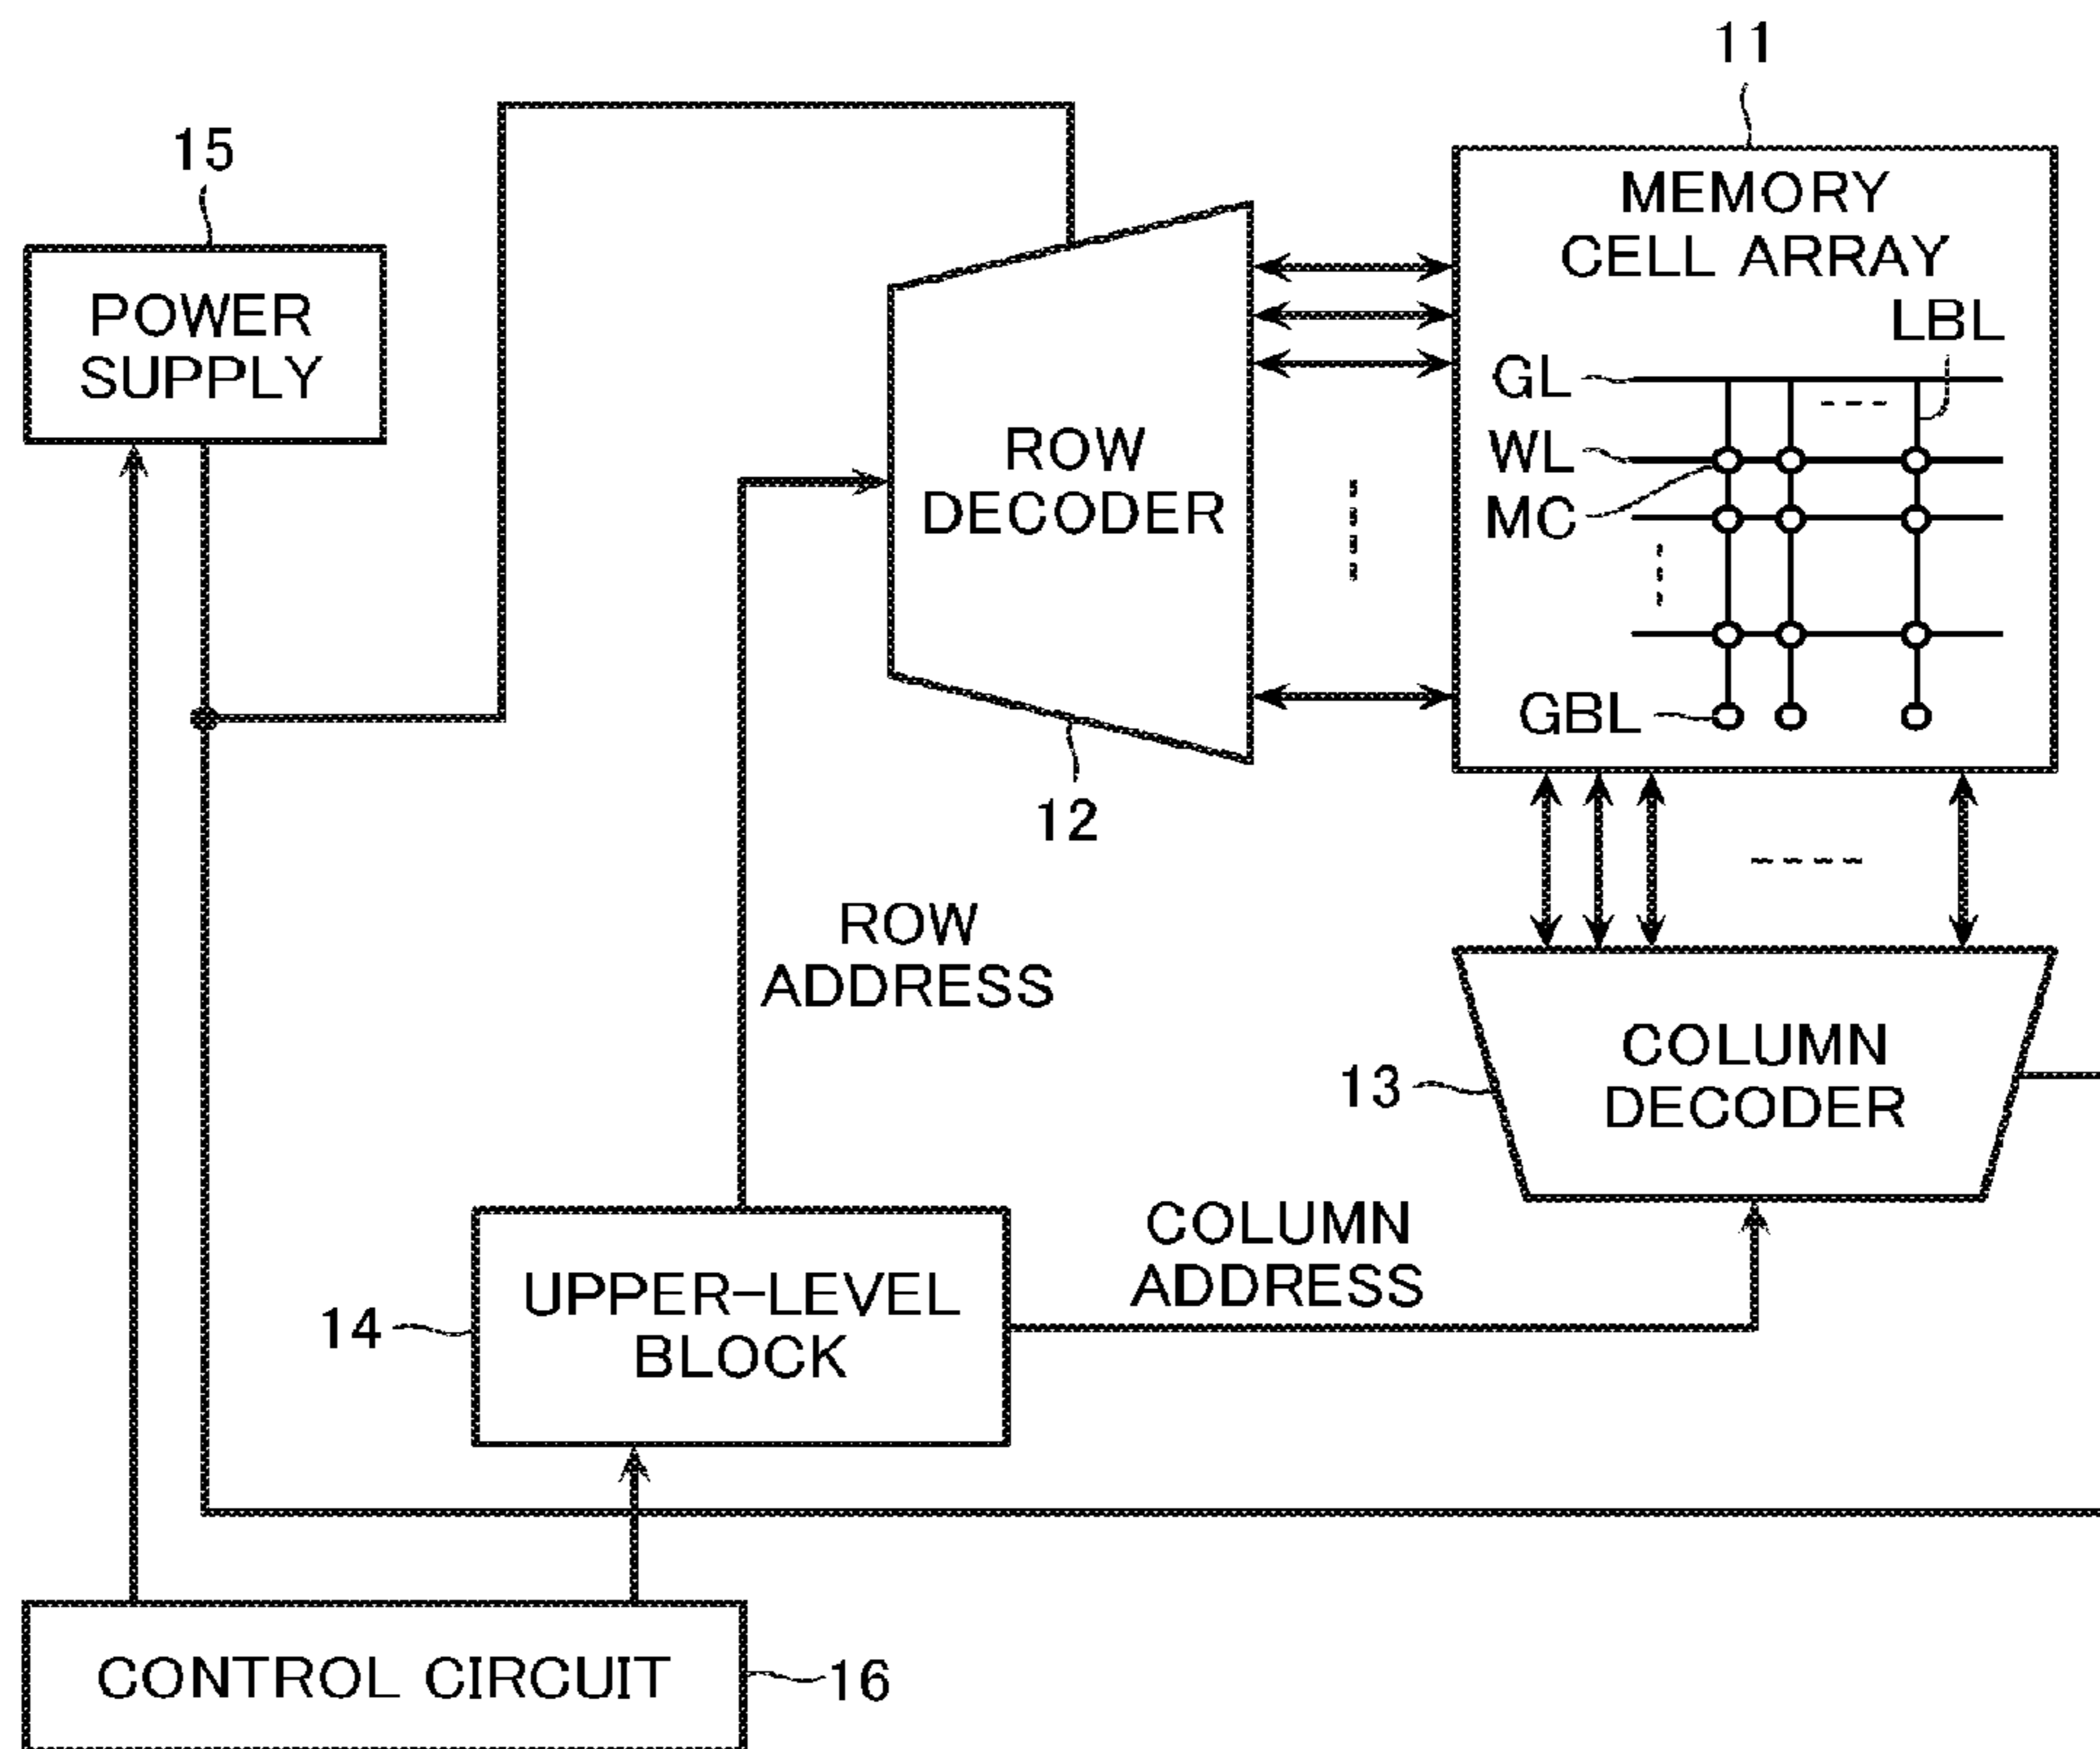 11
15
MEMORY
CELL ARRAY
POWER
SUPPLY
LBL
GL
WL
MC
GBL
ROW
DECODER
12
ROW
ADDRESS
13
COLUMN
DECODER
COLUMN
ADDRESS
14
UPPER-LEVEL
BLOCK
CONTROL CIRCUIT
16